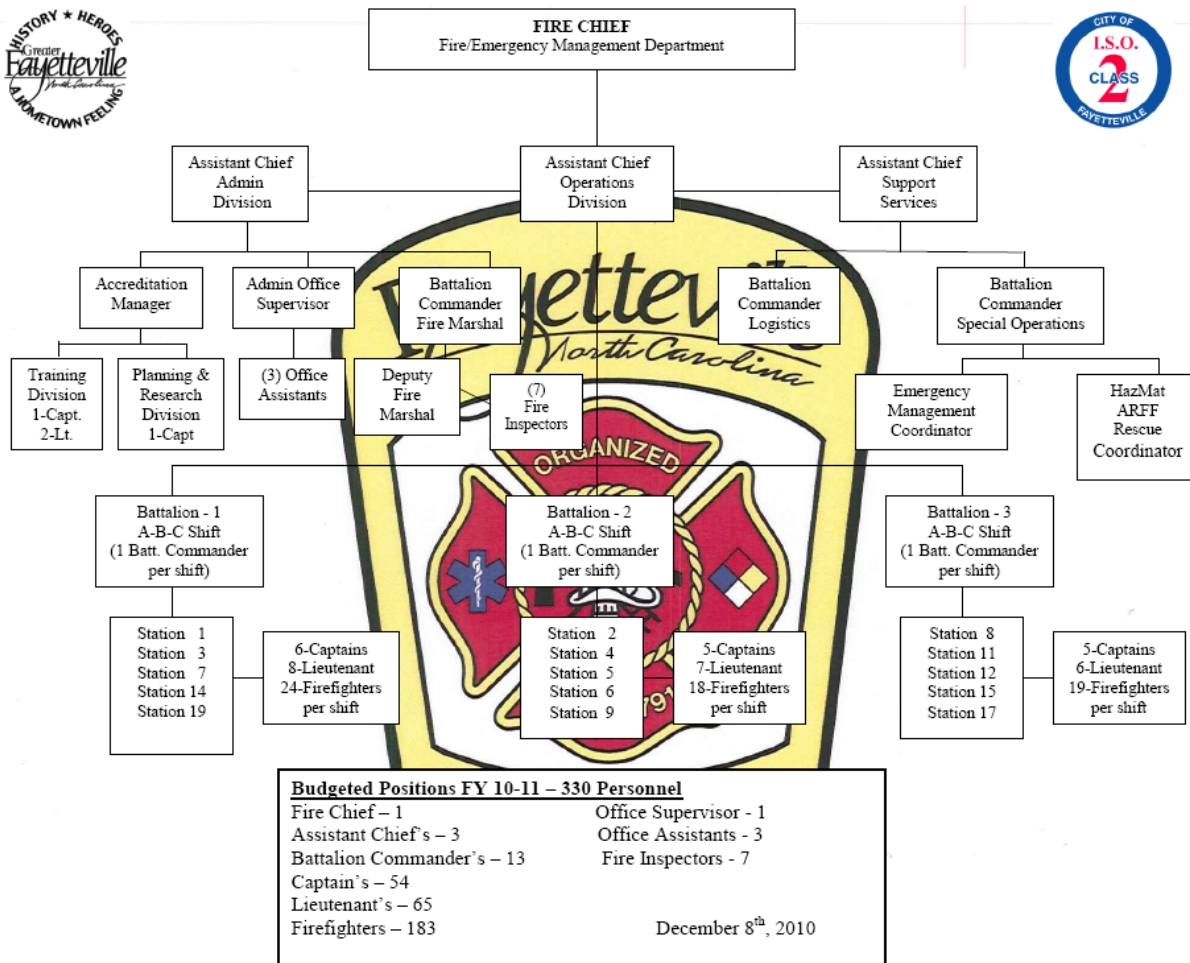 HISTORY ★ HEROES
Greater
Fayetteville
North Carolina
A HOMETOWN FEELING
FIRE CHIEF
Fire/Emergency Management Department
CITY OF
I.S.O.
2
CLASS
FAYETTEVILLE
Assistant Chief
Admin
Division
Assistant Chief
Operations
Division
Assistant Chief
Support
Services
Fayetteville
North Carolina
Accreditation
Manager
Admin Office
Supervisor
Battalion
Commander
Fire Marshal
Battalion
Commander
Logistics
Battalion
Commander
Special Operations
Training
Division
1-Capt.
2-Lt.
Planning &
Research
Division
1-Capt
(3) Office
Assistants
Deputy
Fire
Marshal
(7)
Fire
Inspectors
Emergency
Management
Coordinator
HazMat
ARFF
Rescue
Coordinator
ORGANIZED
Battalion - 1
A-B-C Shift
(1 Batt. Commander
per shift)
Battalion - 2
A-B-C Shift
(1 Batt. Commander
per shift)
Battalion - 3
A-B-C Shift
(1 Batt. Commander
per shift)
Station 1
Station 3
Station 7
Station 14
Station 19
6-Captains
8-Lieutenant
24-Firefighters
per shift
Station 2
Station 4
Station 5
Station 6
Station 9
5-Captains
7-Lieutenant
18-Firefighters
per shift
Station 8
Station 11
Station 12
Station 15
Station 17
5-Captains
6-Lieutenant
19-Firefighters
per shift
791
Budgeted Positions FY 10-11 – 330 Personnel
Fire Chief – 1 Office Supervisor - 1
Assistant Chief’s – 3 Office Assistants - 3
Battalion Commander’s – 13 Fire Inspectors - 7
Captain’s – 54
Lieutenant’s – 65
Firefighters – 183 December 8th, 2010